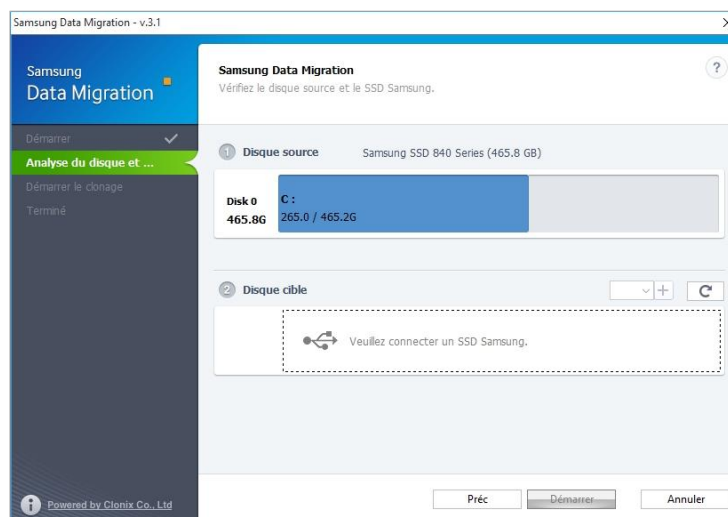 Samsung Data Migration - v.3.1
Samsung
Data Migration
Démarrer
Analyse du disque et ...
Démarrer le clonage
Terminé
Powered by Clonix Co., Ltd
Samsung Data Migration
?
Vérifiez le disque source et le SSD Samsung.
1 Disque source Samsung SSD 840 Series (465.8 GB)
Disk 0
465.8G
C :
265.0 / 465.2G
2 Disque cible
Veuillez connecter un SSD Samsung.
Préc
Démarrer
Annuler